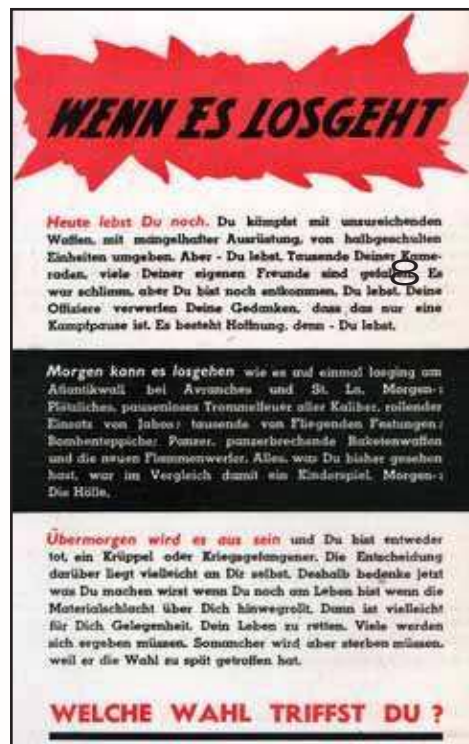 WENN ES LOSGEHT
Heute lebst Du noch. Du kämpfst mit unzureichenden
Waffen, mit mangelhafter Ausrüstung, von halbgeschulten
Einheiten umgeben. Aber - Du lebst. Tausende Deiner Kame-
raden, viele Deiner eigenen Freunde sind Es
war schlimm, aber Du bist noch entkommen. Du lebst. Deine
Offiziere verwerfen Deine Gedanken, dass das nur eine
Kampfpause ist. Es besteht Hoffnung, denn - Du lebst.
Morgen kann es losgehen wie es auf einmal losging am
Atlantikwall bei Avranches und St. Lo. Morgen-:
Plötzliches, pausenloses Trommelfeuer aller Kaliber, rollender
Einsatz von Jabos: tausende von Fliegenden Festungen:
Bombenteppiche: Panzer, panzerbrechende Raketenwaffen
und die neuen Flammenwerfer. Alles, was Du bisher gesehen
hast, war im Vergleich damit ein Kinderspiel. Morgen-:
Die Hölle.
Übermorgen wird es aus sein und Du bist entweder
tot, ein Krüppel oder Kriegsgefangener. Die Entscheidung
darüber liegt vielleicht an Dir selbst. Deshalb bedenke jetzt
was Du machen wirst wenn Du noch am Leben bist wenn die
Materialschlacht über Dich hinwegrollt. Dann ist vielleicht
für Dich Gelegenheit, Dein Leben zu retten. Viele werden
sich ergeben müssen. Somancher wird aber sterben müssen,
weil er die Wahl zu spät getroffen hat.
WELCHE WAHL TRIFFST DU ?